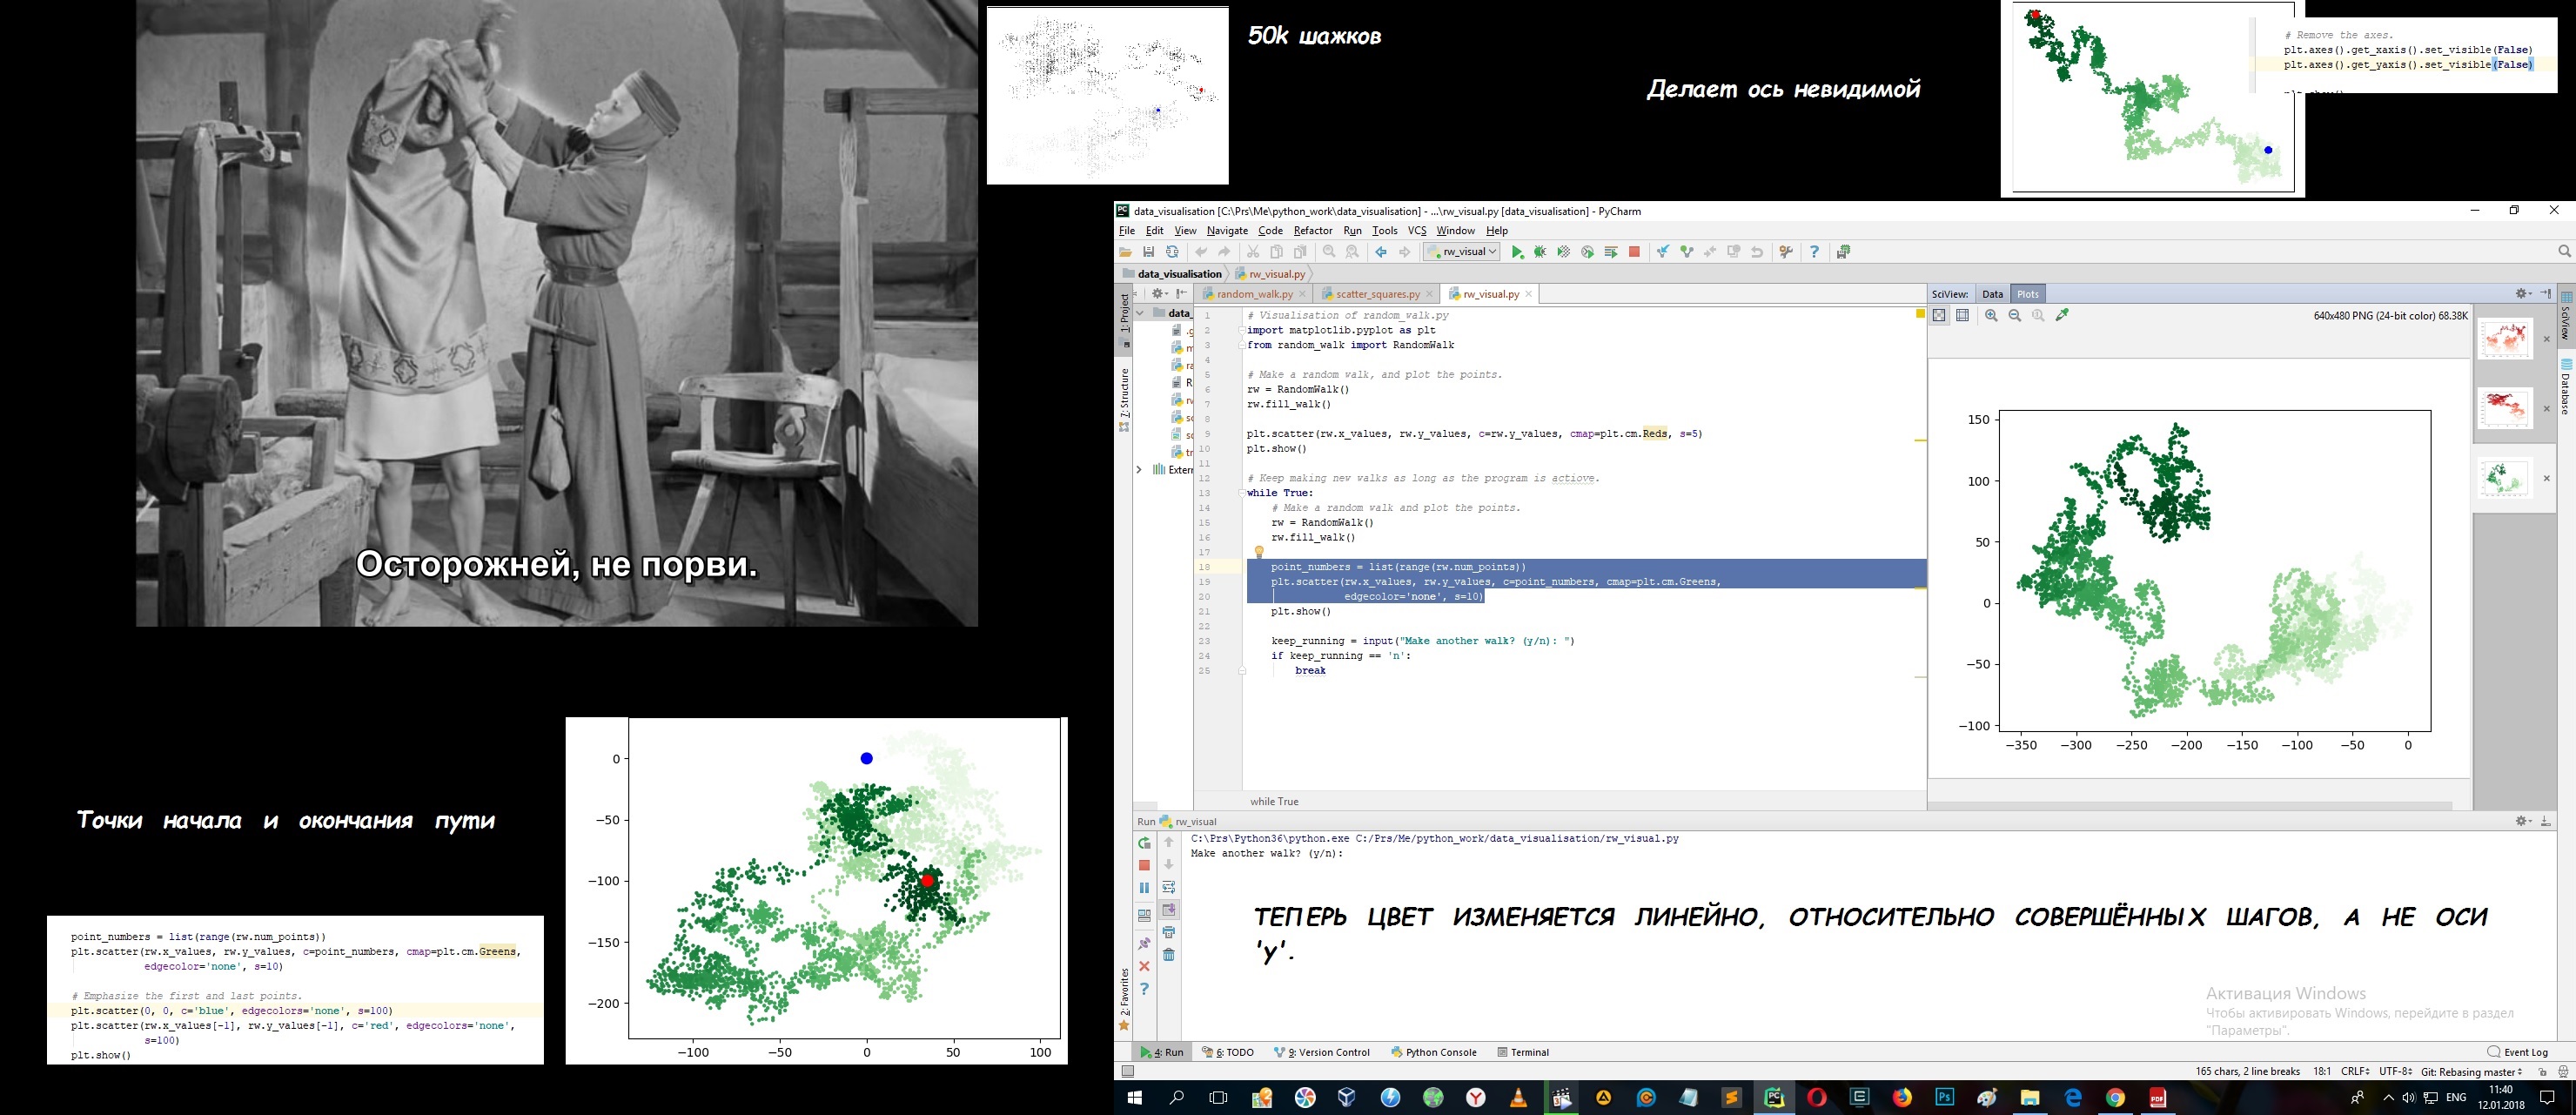 50k шажков
Делает ось невидимой
# Remove the axes.
plt.axes().get_xaxis().set_visible(False)
plt.axes().get_yaxis().set_visible(False)
Осторожней, не порви.
data_visualisation [C:\Prs\Me\python_work\data_visualisation] - ...\rw_visual.py [data_visualisation] - PyCharm
File Edit View Navigate Code Refactor Run Tools VCS Window Help
rw_visual
data_visualisation rw_visual.py
1: Project
7: Structure
2: Favorites
data_
Exterr
random_walk.py scatter_squares.py rw_visual.py
1 # Visualisation of random_walk.py
2 import matplotlib.pyplot as plt
3 from random_walk import RandomWalk
4
5 # Make a random walk, and plot the points.
6 rw = RandomWalk()
7 rw.fill_walk()
8
9 plt.scatter(rw.x_values, rw.y_values, c=rw.y_values, cmap=plt.cm.Reds, s=5)
10 plt.show()
11
12 # Keep making new walks as long as the program is actiove.
13 while True:
14 # Make a random walk and plot the points.
15 rw = RandomWalk()
16 rw.fill_walk()
17
18 point_numbers = list(range(rw.num_points))
19 plt.scatter(rw.x_values, rw.y_values, c=point_numbers, cmap=plt.cm.Greens,
20 edgecolor='none', s=10)
21 plt.show()
22
23 keep_running = input("Make another walk? (y/n): ")
24 if keep_running == 'n':
25 break
while True
SciView: Data Plots
640x480 PNG (24-bit color) 68.38K
SciView
Database
150
100
50
0
−50
−100
−350 −300 −250 −200 −150 −100 −50 0
Run rw_visual
C:\Prs\Python36\python.exe C:/Prs/Me/python_work/data_visualisation/rw_visual.py
Make another walk? (y/n):
ТЕПЕРЬ ЦВЕТ ИЗМЕНЯЕТСЯ ЛИНЕЙНО, ОТНОСИТЕЛЬНО СОВЕРШЁННЫХ ШАГОВ, А НЕ ОСИ
'y'.
Активация Windows
Чтобы активировать Windows, перейдите в раздел
"Параметры".
4: Run 6: TODO 9: Version Control Python Console Terminal Event Log
165 chars, 2 line breaks 18:1 CRLF UTF-8 Git: Rebasing master
ENG 11:40
12.01.2018
Точки начала и окончания пути
point_numbers = list(range(rw.num_points))
plt.scatter(rw.x_values, rw.y_values, c=point_numbers, cmap=plt.cm.Greens,
edgecolor='none', s=10)
# Emphasize the first and last points.
plt.scatter(0, 0, c='blue', edgecolors='none', s=100)
plt.scatter(rw.x_values[-1], rw.y_values[-1], c='red', edgecolors='none',
s=100)
plt.show()
0
−50
−100
−150
−200
−100 −50 0 50 100